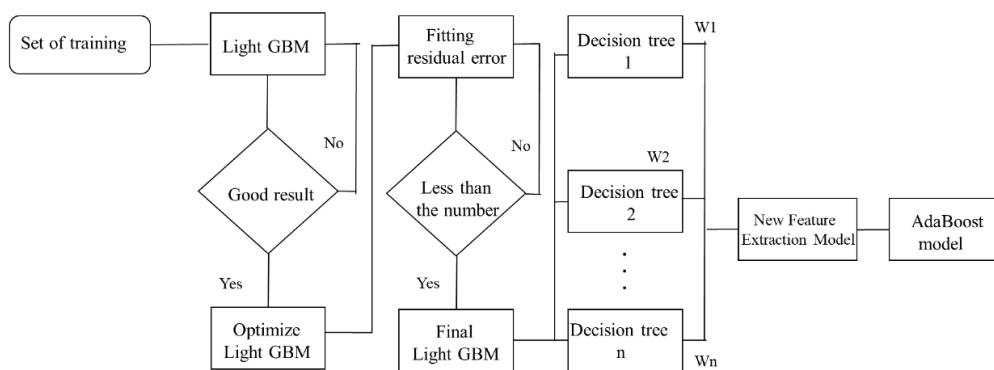 Set of training
Light GBM
No
Good result
Yes
Optimize
Light GBM
Fitting
residual error
No
Less than
the number
Yes
Final
Light GBM
Decision tree
1
W1
W2
Decision tree
2
Decision tree
n
Wn
New Feature
Extraction Model
AdaBoost
model